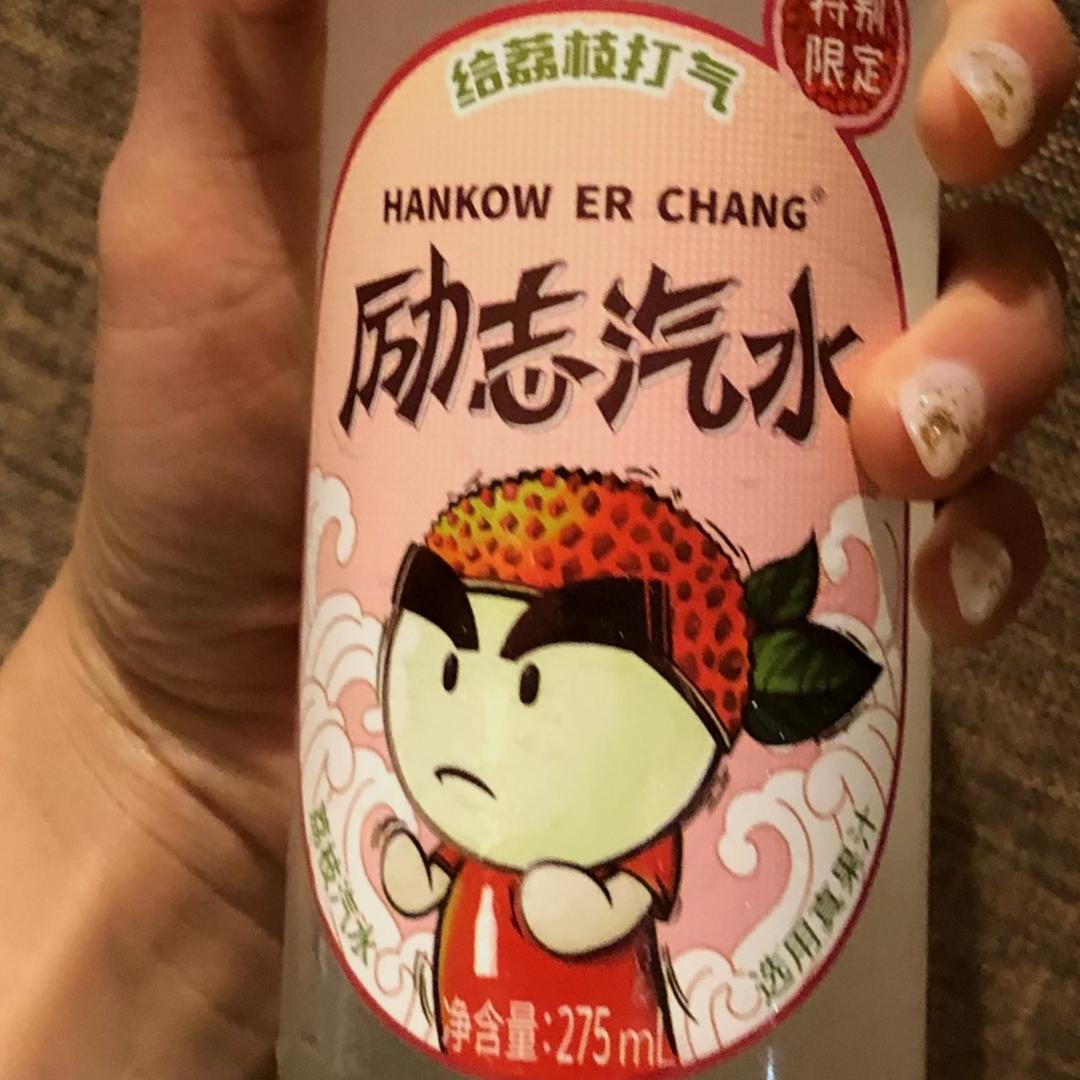 特别
限定
给荔枝打气
HANKOW ER CHANG®
励志汽水
荔枝汽水
选用真果汁
净含量:275mL